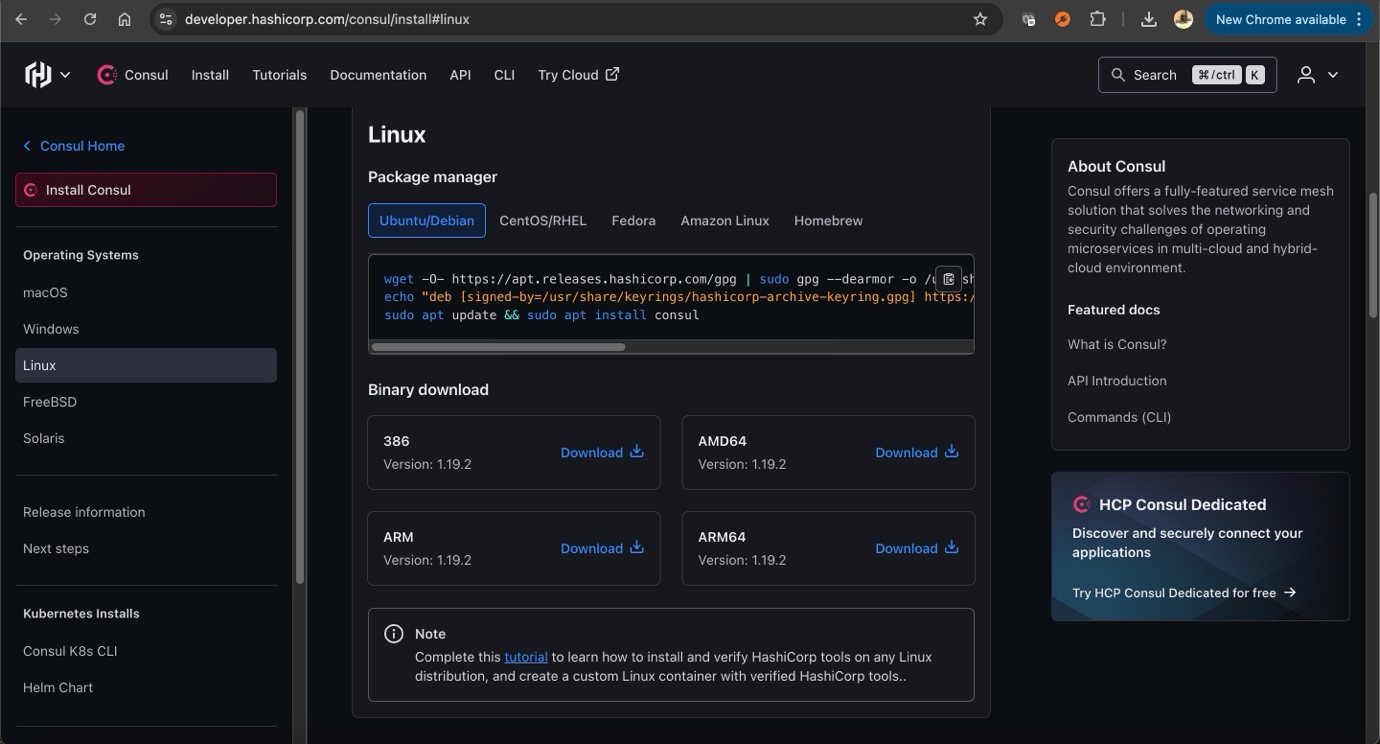 developer.hashicorp.com/consul/install#linux
New Chrome available
Consul Install Tutorials Documentation API CLI Try Cloud
Search ⌘/ctrl K
Consul Home
Install Consul
Operating Systems
macOS
Windows
Linux
FreeBSD
Solaris
Release information
Next steps
Kubernetes Installs
Consul K8s CLI
Helm Chart
Linux
Package manager
Ubuntu/Debian CentOS/RHEL Fedora Amazon Linux Homebrew
wget -O- https://apt.releases.hashicorp.com/gpg | sudo gpg --dearmor -o
echo "deb [signed-by=/usr/share/keyrings/hashicorp-archive-keyring.gpg] https:/
sudo apt update && sudo apt install consul
Binary download
386
Version: 1.19.2
Download
AMD64
Version: 1.19.2
Download
ARM
Version: 1.19.2
Download
ARM64
Version: 1.19.2
Download
Note
Complete this tutorial to learn how to install and verify HashiCorp tools on any Linux
distribution, and create a custom Linux container with verified HashiCorp tools..
About Consul
Consul offers a fully-featured service mesh
solution that solves the networking and
security challenges of operating
microservices in multi-cloud and hybrid-
cloud environment.
Featured docs
What is Consul?
API Introduction
Commands (CLI)
HCP Consul Dedicated
Discover and securely connect your
applications
Try HCP Consul Dedicated for free →